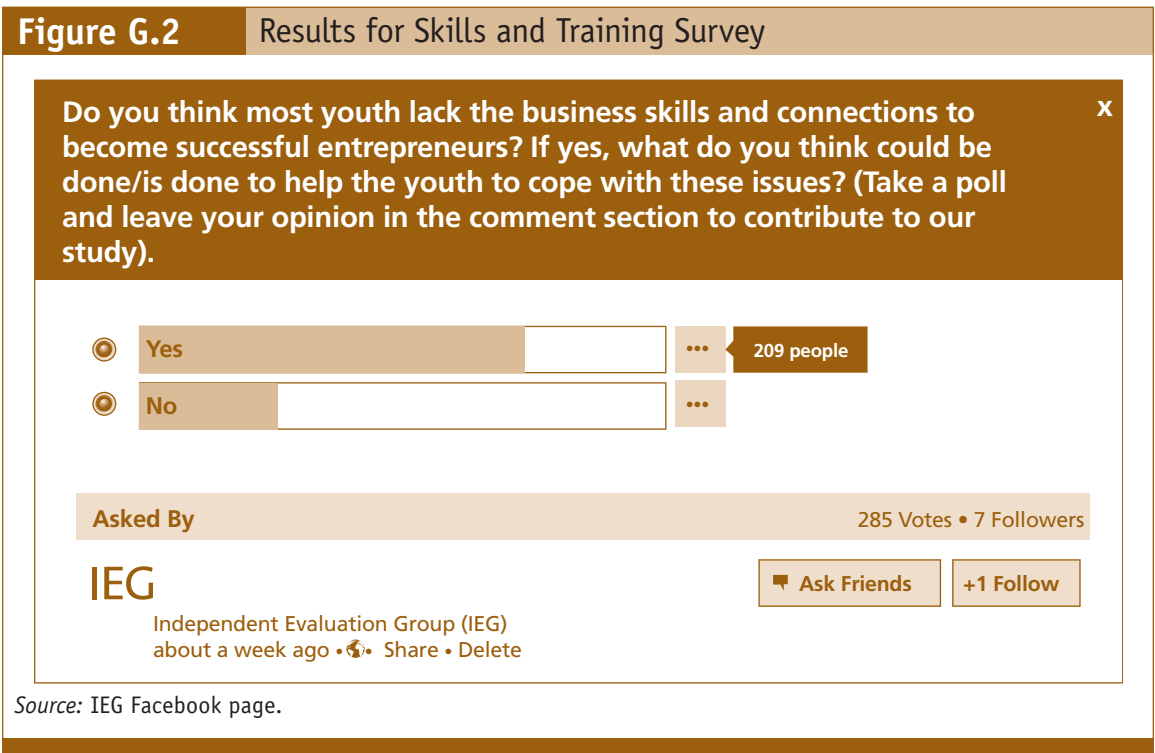 Figure G.2 Results for Skills and Training Survey
Do you think most youth lack the business skills and connections to
become successful entrepreneurs? If yes, what do you think could be
done/is done to help the youth to cope with these issues? (Take a poll
and leave your opinion in the comment section to contribute to our
study).
x
Yes ••• 209 people
No •••
Asked By 285 Votes • 7 Followers
IEG Ask Friends +1 Follow
Independent Evaluation Group (IEG)
about a week ago • • Share • Delete
Source: IEG Facebook page.